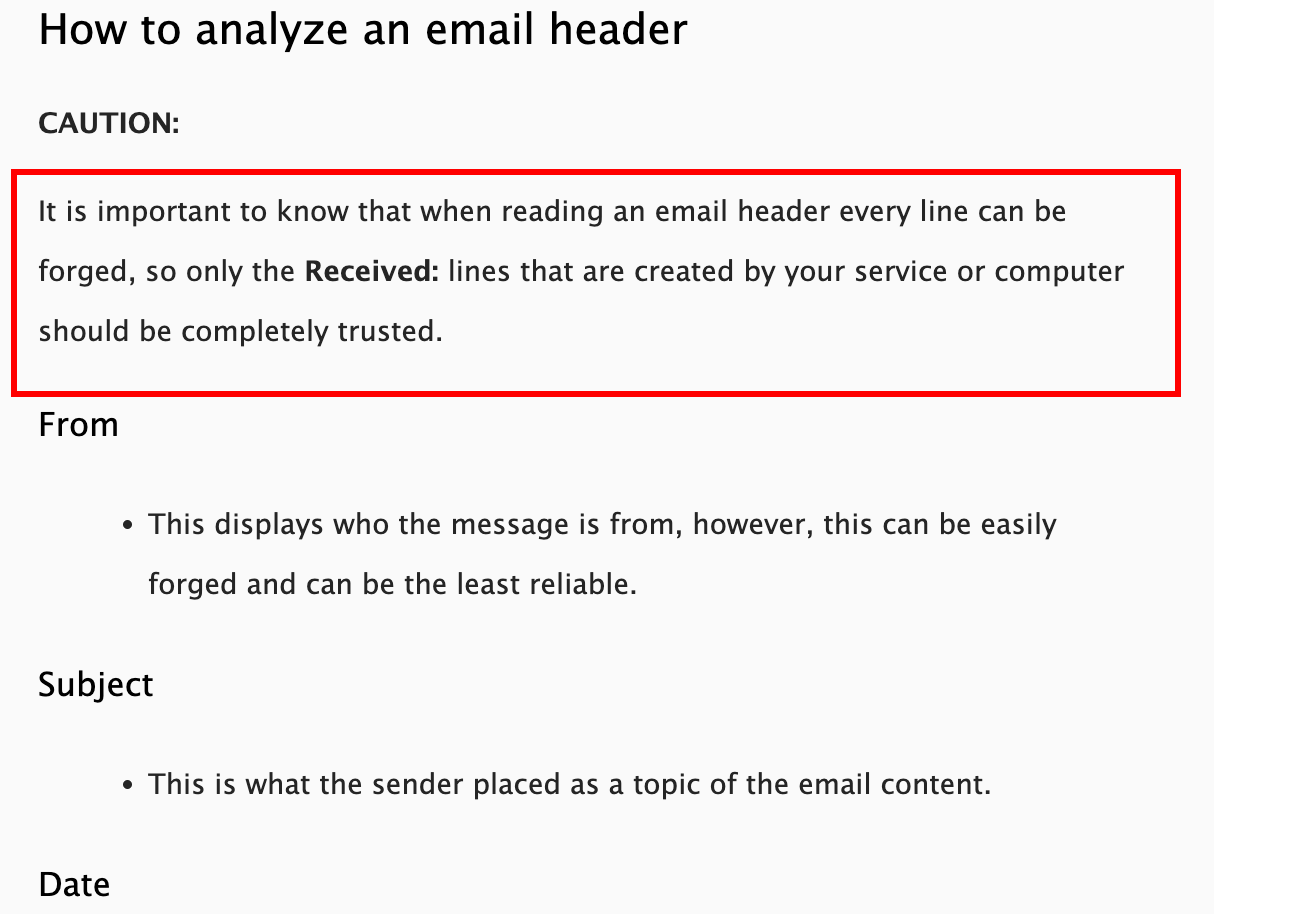 How to analyze an email header
CAUTION:
It is important to know that when reading an email header every line can be
forged, so only the Received: lines that are created by your service or computer
should be completely trusted.
From
• This displays who the message is from, however, this can be easily
forged and can be the least reliable.
Subject
• This is what the sender placed as a topic of the email content.
Date